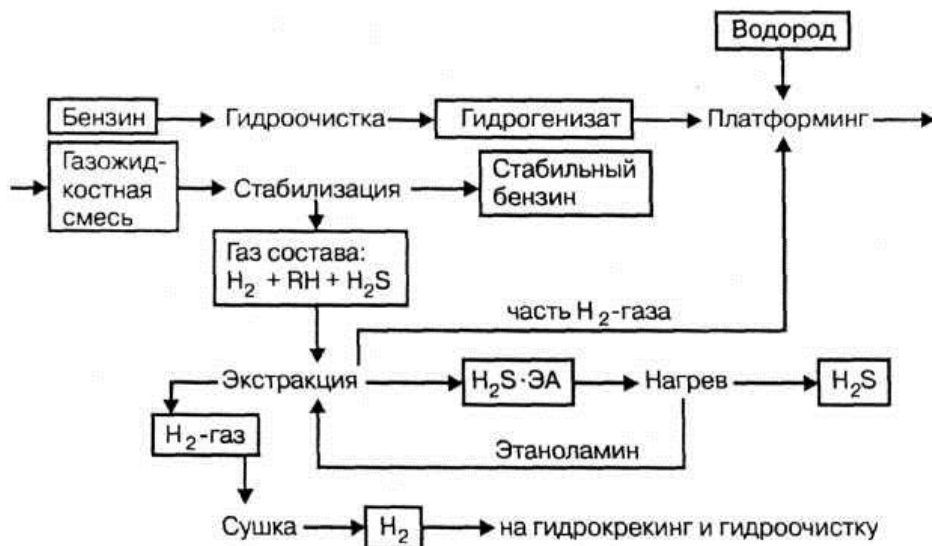 Водород
Бензин
Гидроочистка
Гидрогенизат
Платформинг
Газожид-
костная
смесь
Стабилизация
Стабильный
бензин
Газ состава:
H₂ + RH + H₂S
часть H₂-газа
Экстракция
H₂S·ЭА
Нагрев
H₂S
H₂-газ
Этаноламин
Сушка
H₂
на гидрокрекинг и гидроочистку